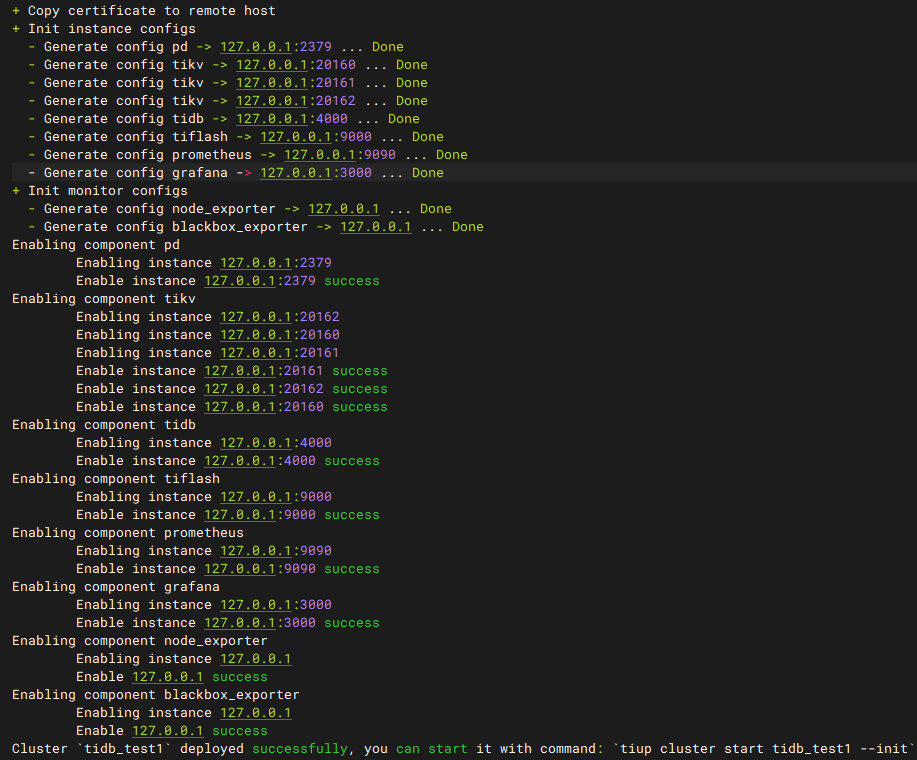 + Copy certificate to remote host
+ Init instance configs
  - Generate config pd -> 127.0.0.1:2379 ... Done
  - Generate config tikv -> 127.0.0.1:20160 ... Done
  - Generate config tikv -> 127.0.0.1:20161 ... Done
  - Generate config tikv -> 127.0.0.1:20162 ... Done
  - Generate config tidb -> 127.0.0.1:4000 ... Done
  - Generate config tiflash -> 127.0.0.1:9000 ... Done
  - Generate config prometheus -> 127.0.0.1:9090 ... Done
  - Generate config grafana -> 127.0.0.1:3000 ... Done
+ Init monitor configs
  - Generate config node_exporter -> 127.0.0.1 ... Done
  - Generate config blackbox_exporter -> 127.0.0.1 ... Done
Enabling component pd
        Enabling instance 127.0.0.1:2379
        Enable instance 127.0.0.1:2379 success
Enabling component tikv
        Enabling instance 127.0.0.1:20162
        Enabling instance 127.0.0.1:20160
        Enabling instance 127.0.0.1:20161
        Enable instance 127.0.0.1:20161 success
        Enable instance 127.0.0.1:20162 success
        Enable instance 127.0.0.1:20160 success
Enabling component tidb
        Enabling instance 127.0.0.1:4000
        Enable instance 127.0.0.1:4000 success
Enabling component tiflash
        Enabling instance 127.0.0.1:9000
        Enable instance 127.0.0.1:9000 success
Enabling component prometheus
        Enabling instance 127.0.0.1:9090
        Enable instance 127.0.0.1:9090 success
Enabling component grafana
        Enabling instance 127.0.0.1:3000
        Enable instance 127.0.0.1:3000 success
Enabling component node_exporter
        Enabling instance 127.0.0.1
        Enable 127.0.0.1 success
Enabling component blackbox_exporter
        Enabling instance 127.0.0.1
        Enable 127.0.0.1 success
Cluster `tidb_test1` deployed successfully, you can start it with command: `tiup cluster start tidb_test1 --init`